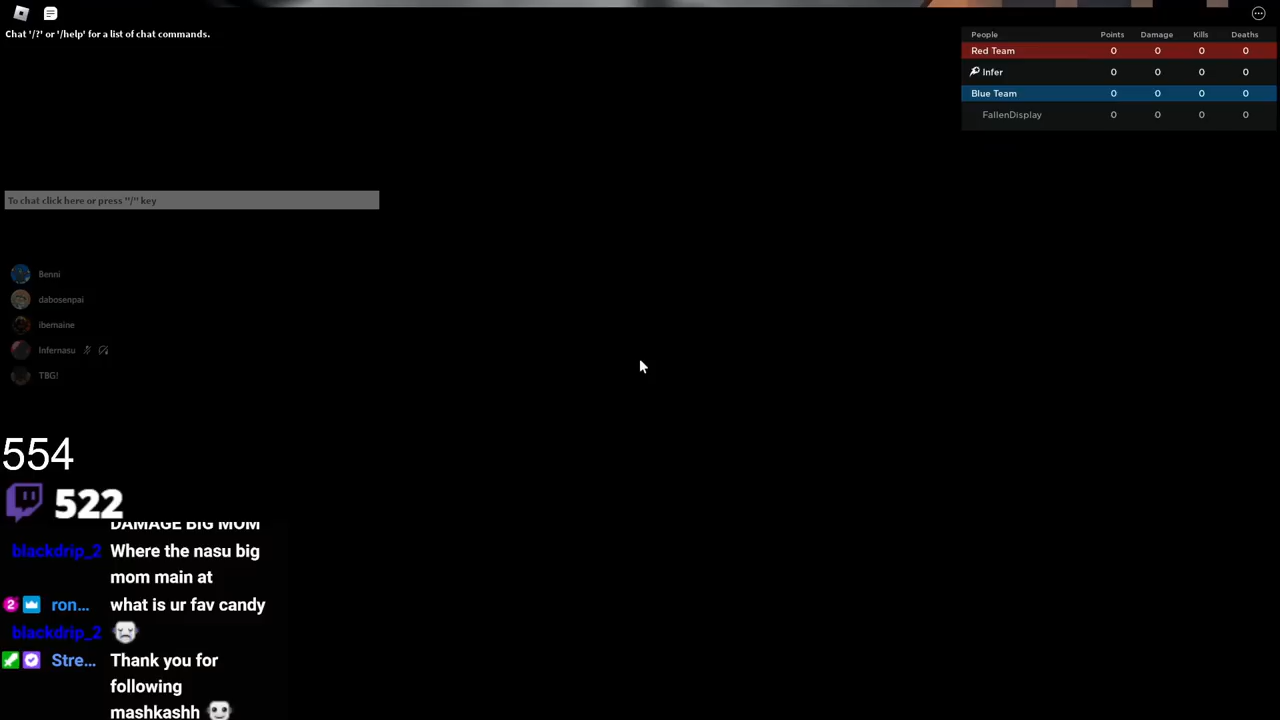 Chat '/?' or '/help' for a list of chat commands.
People Points Damage Kills Deaths
Red Team 0 0 0 0
Infer 0 0 0 0
Blue Team 0 0 0 0
FallenDisplay 0 0 0 0
To chat click here or press "/" key
Benni
dabosenpai
ibemaine
Infernasu
TBG!
554
522
DAMAGE BIG MOM
blackdrip_2 Where the nasu big
mom main at
2 ron... what is ur fav candy
blackdrip_2
Stre... Thank you for
following
mashkashh